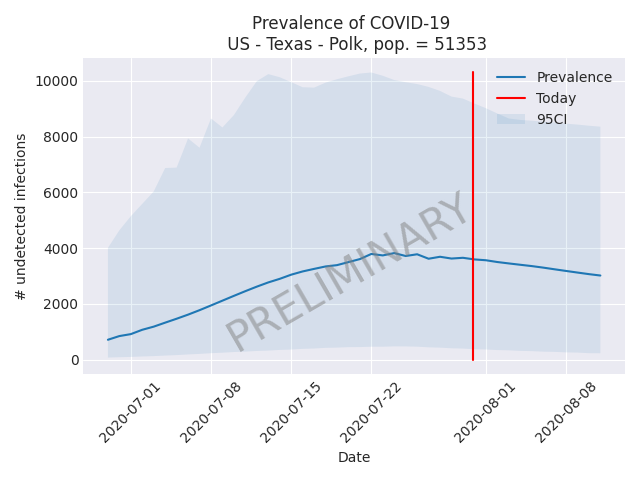 Prevalence of COVID-19
US - Texas - Polk, pop. = 51353
10000
8000
6000
4000
2000
0
# undetected infections
Prevalence
Today
95CI
PRELIMINARY
2020-07-01
2020-07-08
2020-07-15
2020-07-22
2020-08-01
2020-08-08
Date